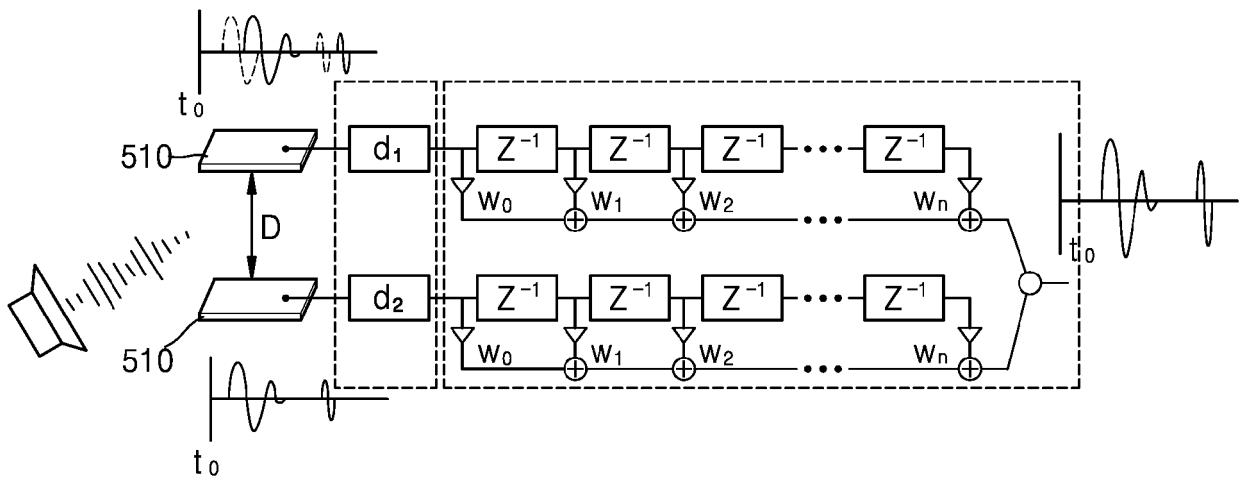 t₀
510
d₁ Z⁻¹ Z⁻¹ Z⁻¹ Z⁻¹
W₀ W₁ W₂ Wₙ
D
t₀
d₂ Z⁻¹ Z⁻¹ Z⁻¹ Z⁻¹
510
W₀ W₁ W₂ Wₙ
t₀